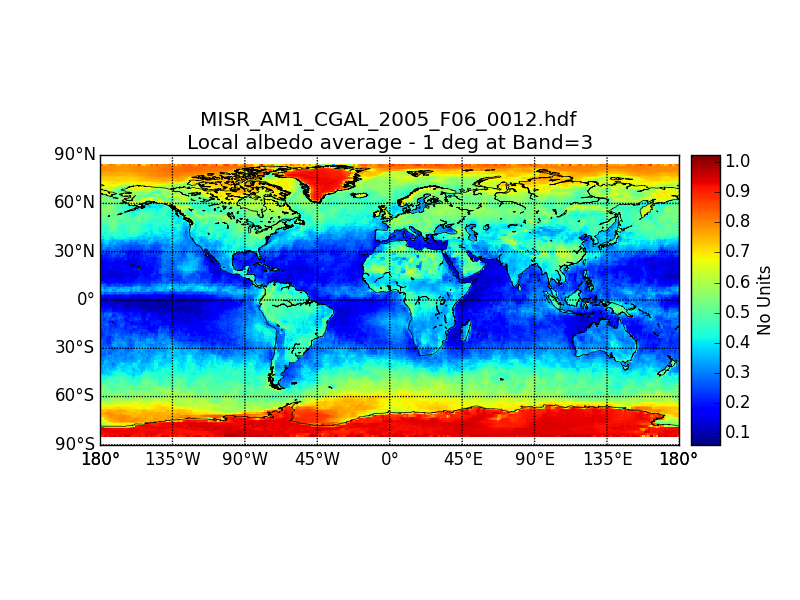 MISR_AM1_CGAL_2005_F06_0012.hdf
Local albedo average - 1 deg at Band=3
90°N
60°N
30°N
0°
30°S
60°S
90°S
180°
135°W
90°W
45°W
0°
45°E
90°E
135°E
180°
1.0
0.9
0.8
0.7
0.6
0.5
0.4
0.3
0.2
0.1
No Units